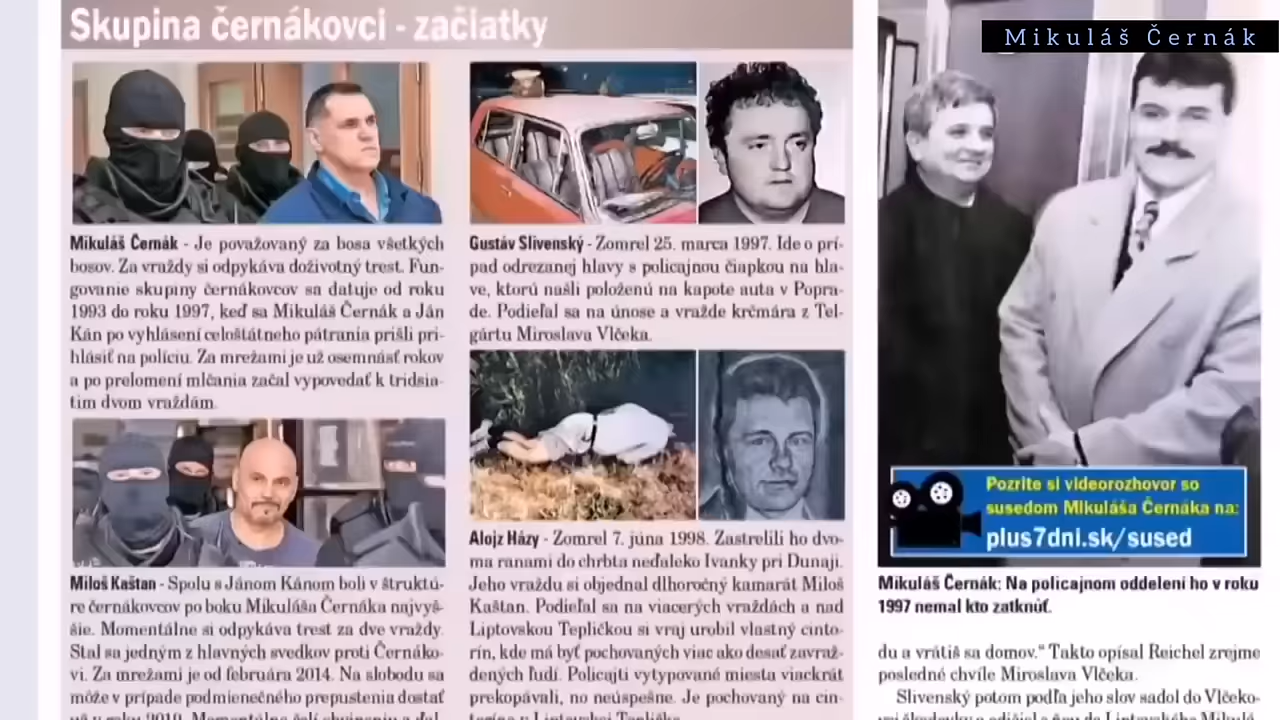 Skupina černákovci - začiatky
Mikuláš Černák
Mikuláš Černák - Je považovaný za bosa všetkých
bosov. Za vraždy si odpykáva doživotný trest. Fun-
govanie skupiny černákovcov sa datuje od roku
1993 do roku 1997, keď sa Mikuláš Černák a Ján
Kán po vyhlásení celoštátneho pátrania prišli pri-
hlásiť na políciu. Za mrežami je už osemnásť rokov
a po prelomení mlčania začal vypovedať k tridsia-
tim dvom vraždám.
Miloš Kaštan - Spolu s Jánom Kánom boli v štruktú-
re černákovcov po boku Mikuláša Černáka najvyš-
šie. Momentálne si odpykáva trest za dve vraždy.
Stal sa jedným z hlavných svedkov proti Černáko-
vi. Za mrežami je od februára 2014. Na slobodu sa
môže v prípade podmienečného prepustenia dostať
už v roku 2019. Momentálne čelí
Gustáv Slivenský - Zomrel 25. marca 1997. Ide o prí-
pad odrezanej hlavy s policajnou čiapkou na hla-
ve, ktorú našli položenú na kapote auta v Popra-
de. Podieľal sa na únose a vražde krčmára z Tel-
gártu Miroslava Vlčeka.
Alojz Házy - Zomrel 7. júna 1998. Zastrelili ho dvo-
ma ranami do chrbta neďaleko Ivanky pri Dunaji.
Jeho vraždu si objednal dlhoročný kamarát Miloš
Kaštan. Podieľal sa na viacerých vraždách a nad
Liptovskou Tepličkou si vraj urobil vlastný cinto-
rín, kde má byť pochovaných viac ako desať zavraž-
dených ľudí. Policajti vytypované miesta viackrát
prekopávali, no neúspešne. Je pochovaný na cin-
toríne v Liptovskej Tepličke.
Pozrite si videorozhovor so
susedom Mikuláša Černáka na:
plus7dni.sk/sused
Mikuláš Černák: Na policajnom oddelení ho v roku
1997 nemal kto zatknúť.
du a vrátiš sa domov." Takto opísal Reichel zrejme
posledné chvíle Miroslava Vlčeka.
Slivenský potom podľa jeho slov sadol do Vlčeko-